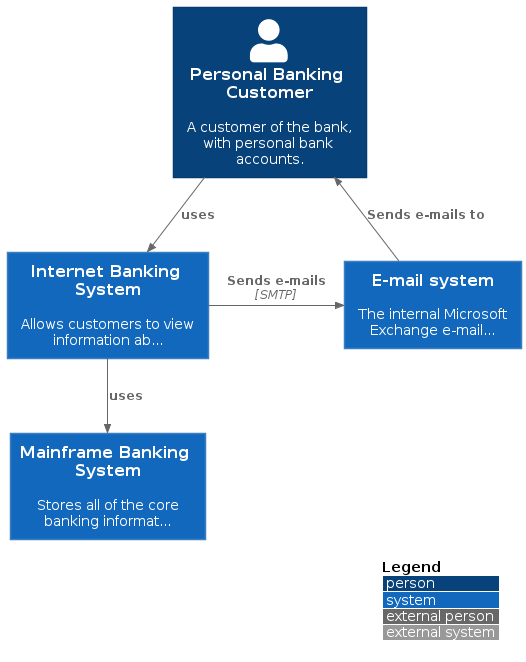 Personal Banking
Customer
A customer of the bank,
with personal bank
accounts.
uses
Sends e-mails to
Internet Banking
System
Allows customers to view
information ab...
Sends e-mails
[SMTP]
E-mail system
The internal Microsoft
Exchange e-mail...
uses
Mainframe Banking
System
Stores all of the core
banking informat...
Legend
person
system
external person
external system